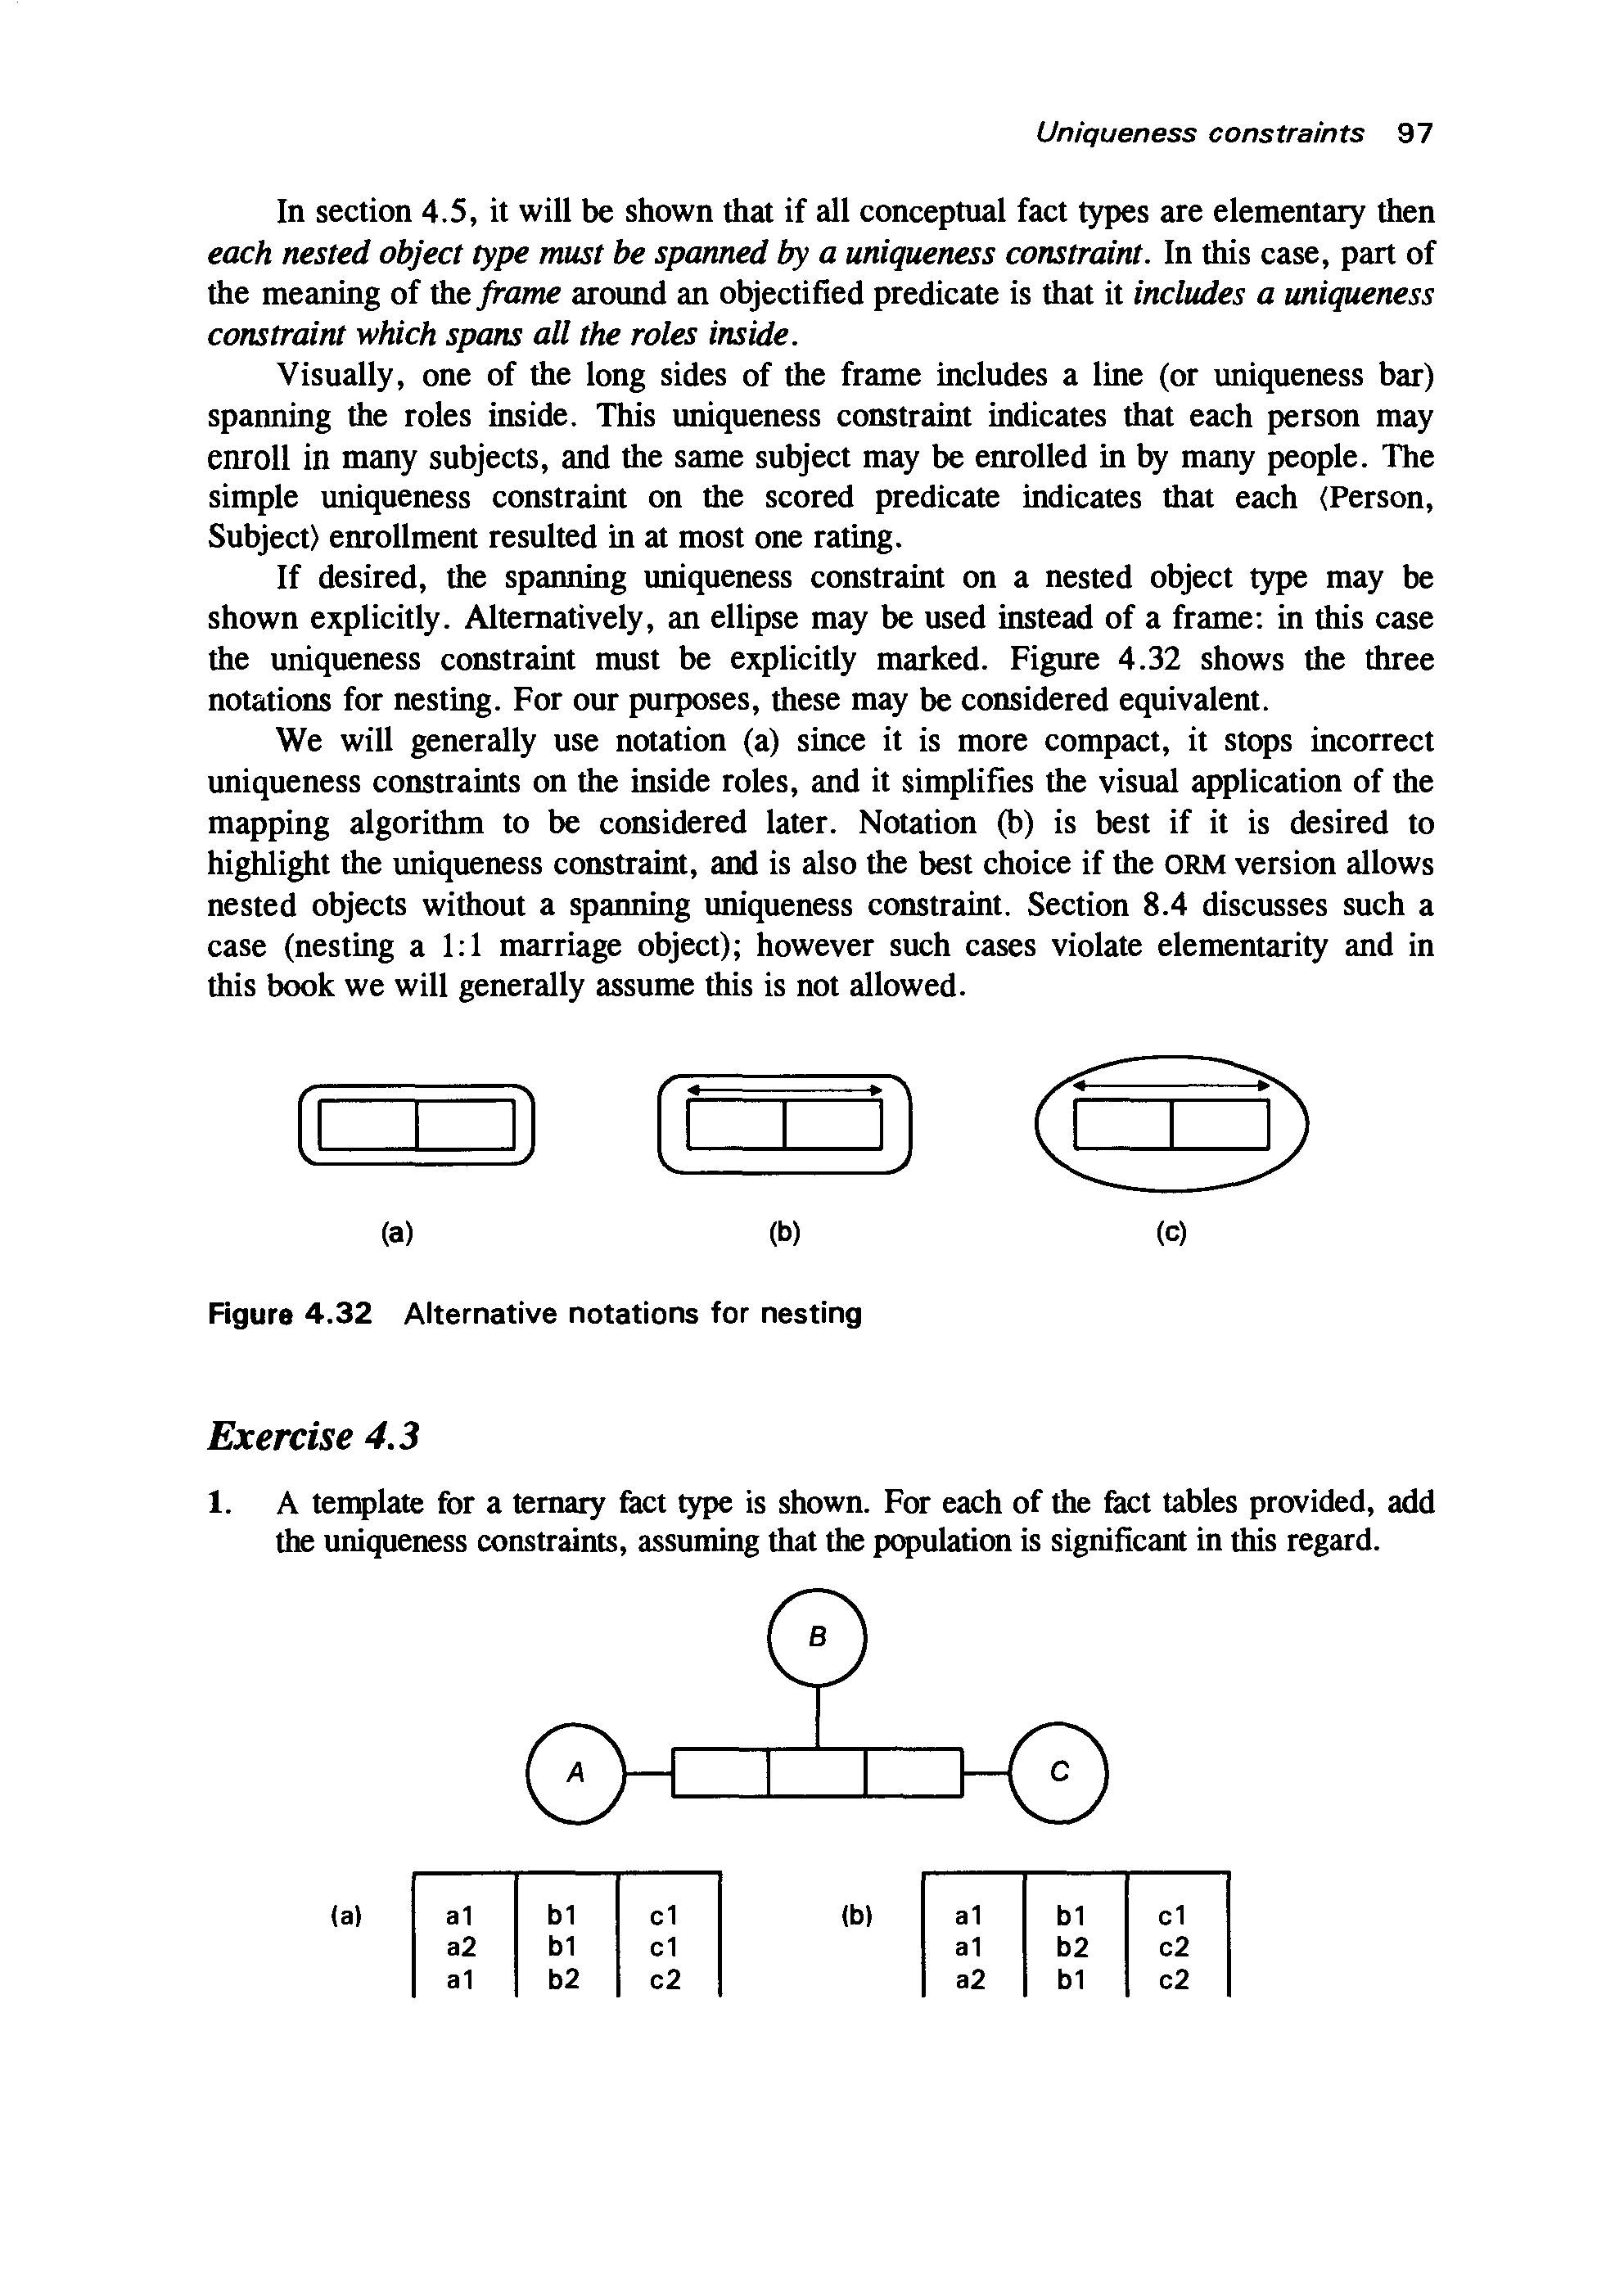 Uniqueness constraints 97
In section 4.5, it will be shown that if all conceptual fact types are elementary then
each nested object type must be spanned by a uniqueness constraint. In this case, part of
the meaning of the frame around an objectified predicate is that it includes a uniqueness
constraint which spans all the roles inside.
Visually, one of the long sides of the frame includes a line (or uniqueness bar)
spanning the roles inside. This uniqueness constraint indicates that each person may
enroll in many subjects, and the same subject may be enrolled in by many people. The
simple uniqueness constraint on the scored predicate indicates that each ⟨Person,
Subject⟩ enrollment resulted in at most one rating.
If desired, the spanning uniqueness constraint on a nested object type may be
shown explicitly. Alternatively, an ellipse may be used instead of a frame: in this case
the uniqueness constraint must be explicitly marked. Figure 4.32 shows the three
notations for nesting. For our purposes, these may be considered equivalent.
We will generally use notation (a) since it is more compact, it stops incorrect
uniqueness constraints on the inside roles, and it simplifies the visual application of the
mapping algorithm to be considered later. Notation (b) is best if it is desired to
highlight the uniqueness constraint, and is also the best choice if the ORM version allows
nested objects without a spanning uniqueness constraint. Section 8.4 discusses such a
case (nesting a 1:1 marriage object); however such cases violate elementarity and in
this book we will generally assume this is not allowed.
(a) (b) (c)
Figure 4.32 Alternative notations for nesting
Exercise 4.3
1. A template for a ternary fact type is shown. For each of the fact tables provided, add
the uniqueness constraints, assuming that the population is significant in this regard.
B
A C
(a) a1 b1 c1 (b) a1 b1 c1
a2 b1 c1 a1 b2 c2
a1 b2 c2 a2 b1 c2